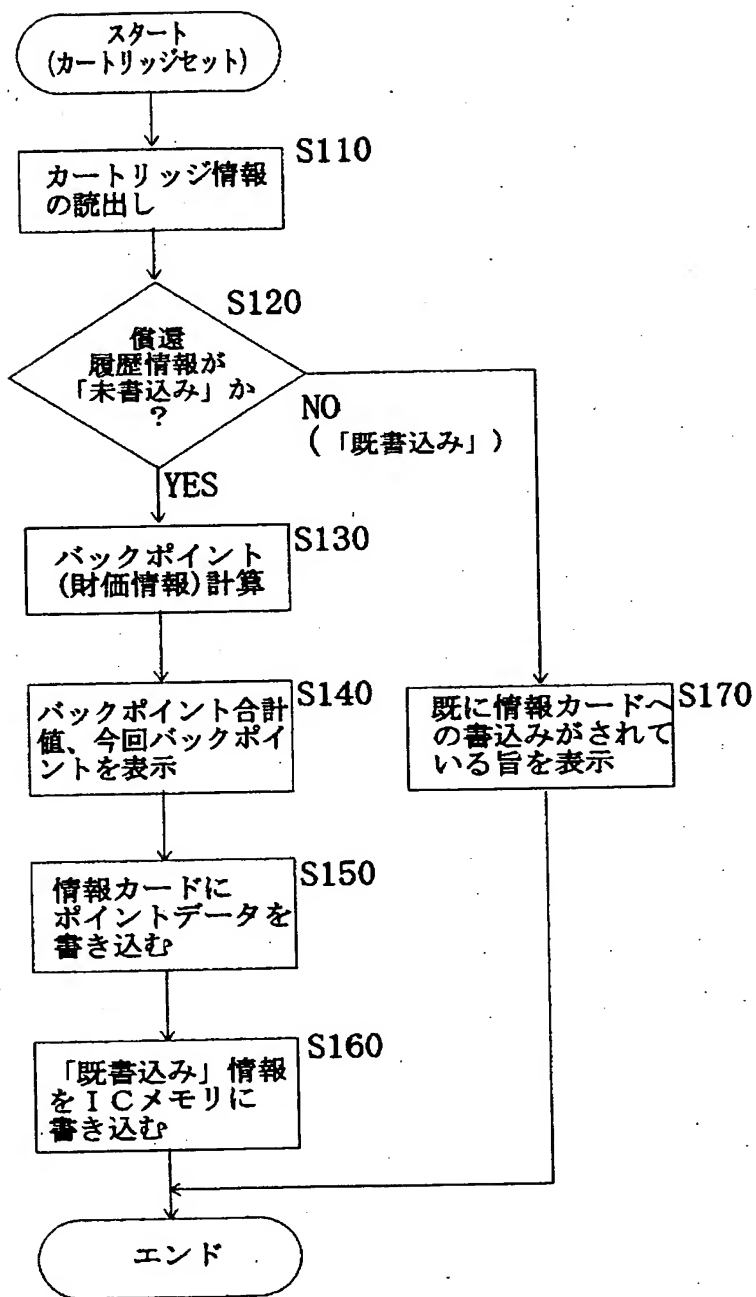 スタート
(カートリッジセット)
S110
カートリッジ情報
の読出し
S120
償還
履歴情報が
「未書込み」か
?
NO
(「既書込み」)
YES
S130
バックポイント
(財価情報)計算
S140
バックポイント合計
値、今回バックポイ
ントを表示
S170
既に情報カードへ
の書込みがされて
いる旨を表示
S150
情報カードに
ポイントデータを
書き込む
S160
「既書込み」情報
をICメモリに
書き込む
エンド